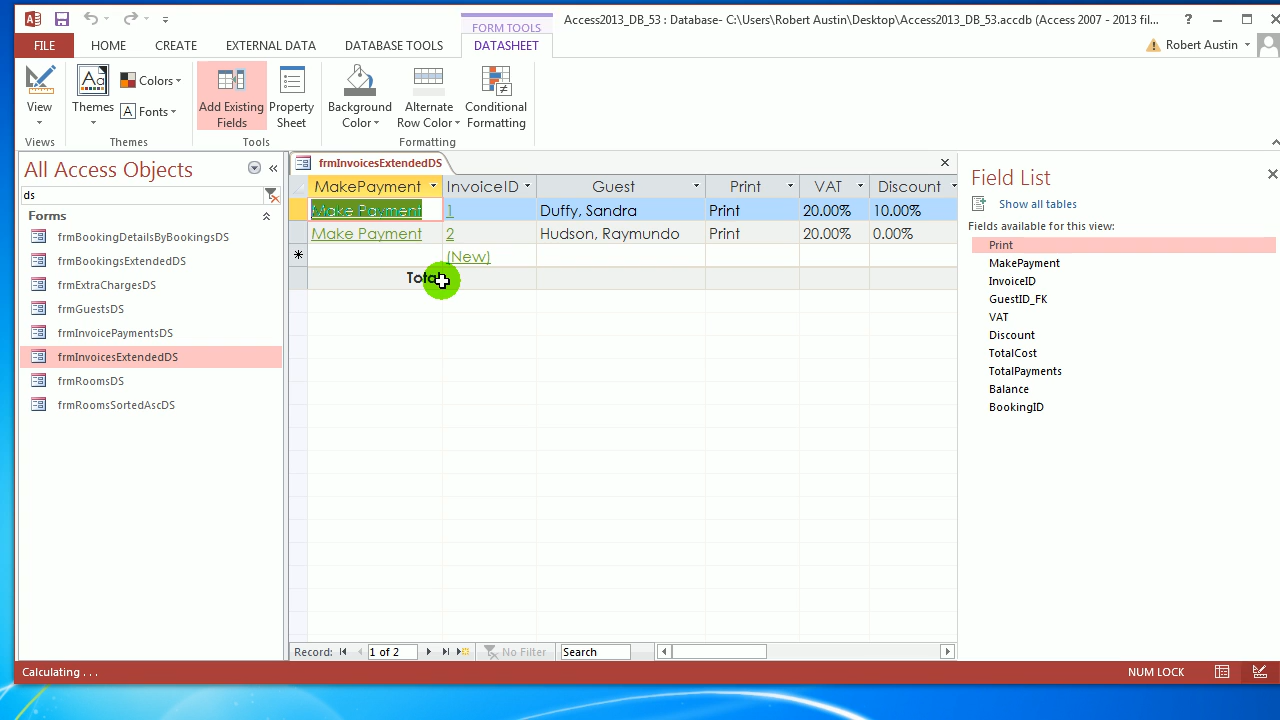 Access2013_DB_53 : Database- C:\Users\Robert Austin\Desktop\Access2013_DB_53.accdb (Access 2007 - 2013 fil...
FORM TOOLS
FILE HOME CREATE EXTERNAL DATA DATABASE TOOLS DATASHEET Robert Austin
View Themes Colors Fonts Add Existing Fields Property Sheet Background Color Alternate Row Color Conditional Formatting
Views Themes Tools Formatting
All Access Objects
ds
Forms
frmBookingDetailsByBookingsDS
frmBookingsExtendedDS
frmExtraChargesDS
frmGuestsDS
frmInvoicePaymentsDS
frmInvoicesExtendedDS
frmRoomsDS
frmRoomsSortedAscDS
frmInvoicesExtendedDS
MakePayment InvoiceID Guest Print VAT Discount
Make Payment 1 Duffy, Sandra Print 20.00% 10.00%
Make Payment 2 Hudson, Raymundo Print 20.00% 0.00%
(New)
Total
Record: 1 of 2 No Filter Search
Field List
Show all tables
Fields available for this view:
Print
MakePayment
InvoiceID
GuestID_FK
VAT
Discount
TotalCost
TotalPayments
Balance
BookingID
Calculating . . . NUM LOCK